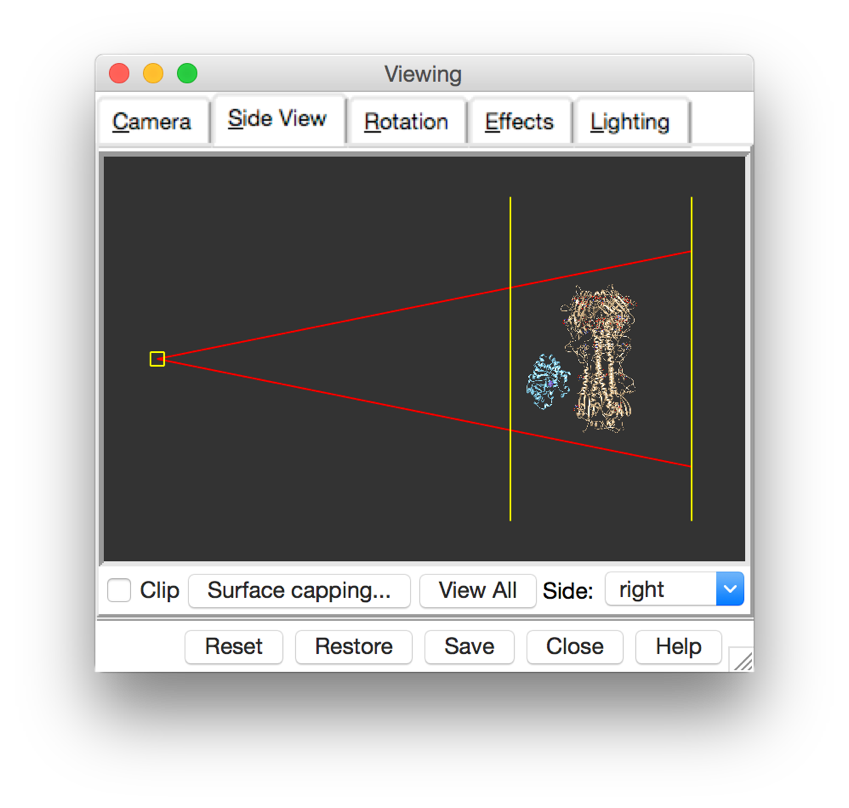 Viewing
Camera Side View Rotation Effects Lighting
Clip Surface capping... View All Side: right
Reset Restore Save Close Help